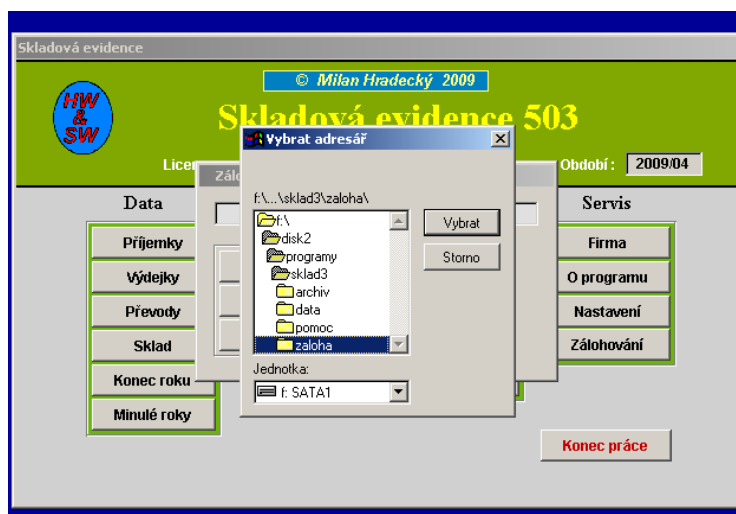 Skladová evidence
© Milan Hradecký 2009
HW
&
SW
Skladová evidence 503
Vybrat adresář
Období : 2009/04
Data
Servis
f:\...\sklad3\zaloha\
f:\
disk2
programy
sklad3
archiv
data
pomoc
zaloha
Vybrat
Storno
Jednotka:
f: SATA1
Příjemky
Výdejky
Převody
Sklad
Konec roku
Minulé roky
Firma
O programu
Nastavení
Zálohování
Konec práce